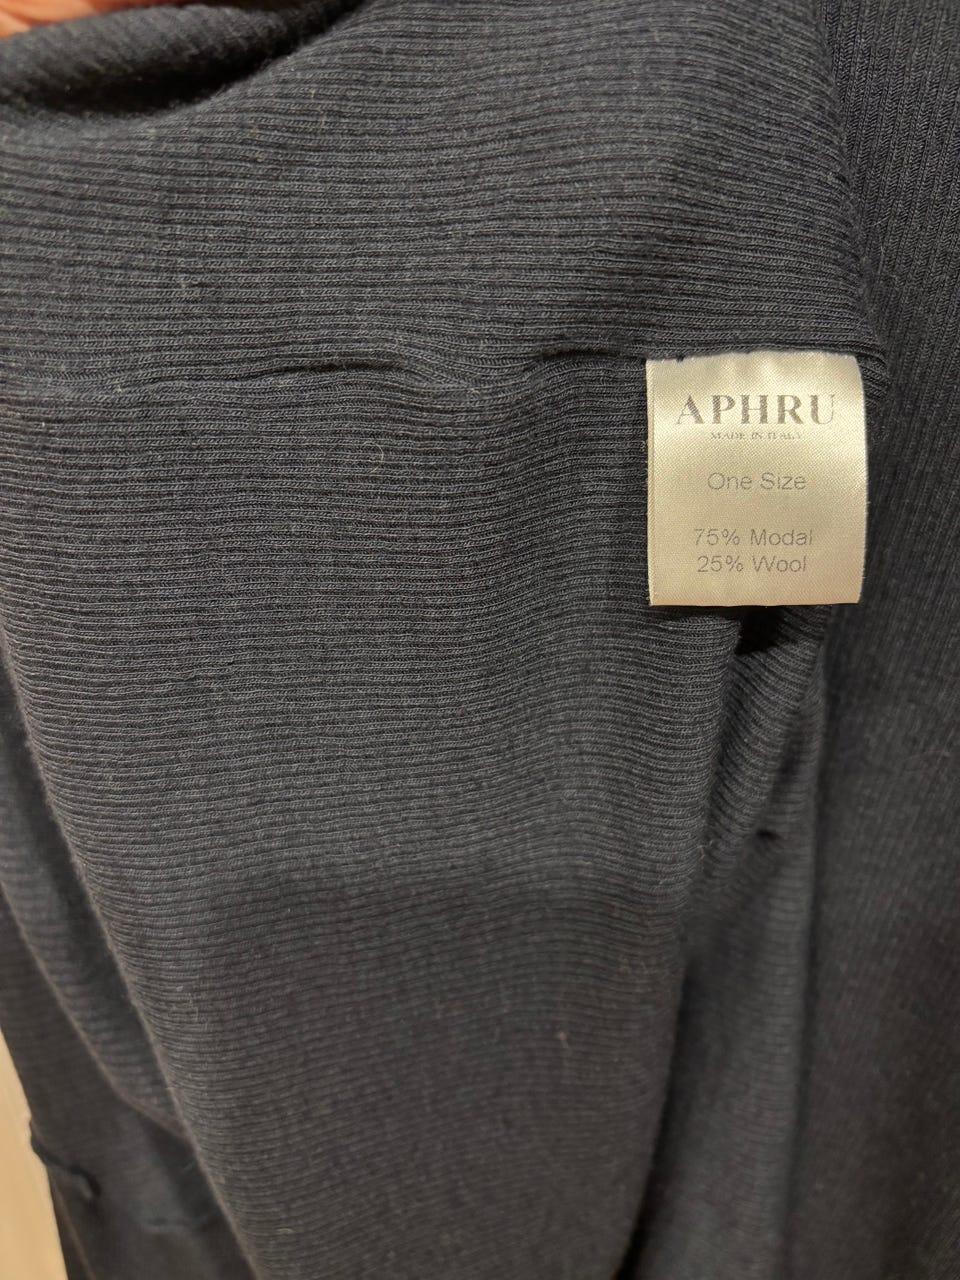 APHRU
MADE IN ITALY
One Size
75% Modal
25% Wool